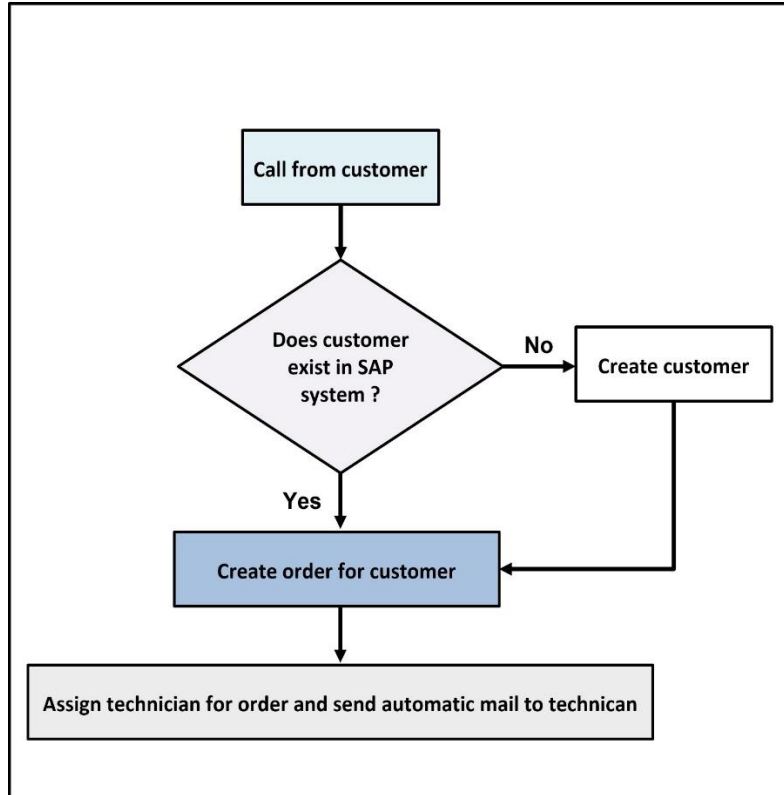 Call from customer
Does customer
exist in SAP
system ?
No
Create customer
Yes
Create order for customer
Assign technician for order and send automatic mail to technican